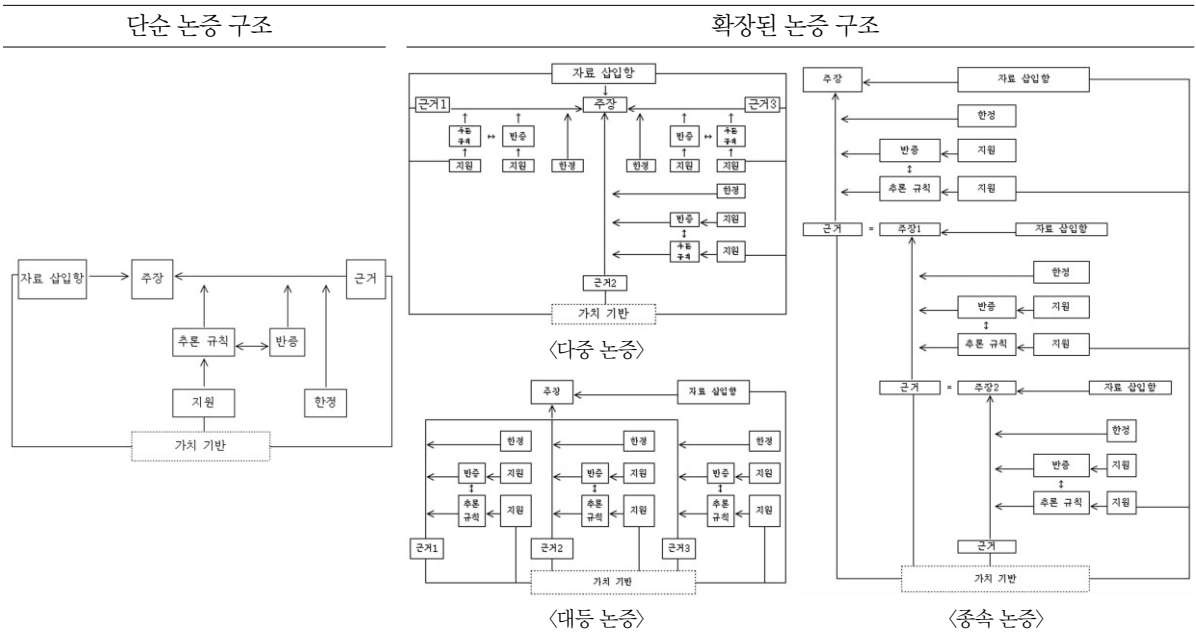 단순 논증 구조
확장된 논증 구조
자료 삽입항
주장
근거
추론 규칙
반증
지원
한정
가치 기반
자료 삽입항
근거1
주장
근거3
추론 규칙
↔
반증
반증
↔
추론 규칙
지원
지원
한정
한정
지원
지원
한정
반증
지원
추론 규칙
지원
근거2
가치 기반
〈다중 논증〉
주장
자료 삽입항
한정
한정
한정
반증
지원
반증
지원
반증
지원
추론 규칙
지원
추론 규칙
지원
추론 규칙
지원
근거1
근거2
근거3
가치 기반
〈대등 논증〉
주장
자료 삽입항
한정
반증
지원
추론 규칙
지원
근거 = 주장1
자료 삽입항
한정
반증
지원
추론 규칙
지원
근거 = 주장2
자료 삽입항
한정
반증
지원
추론 규칙
지원
근거
가치 기반
〈종속 논증〉